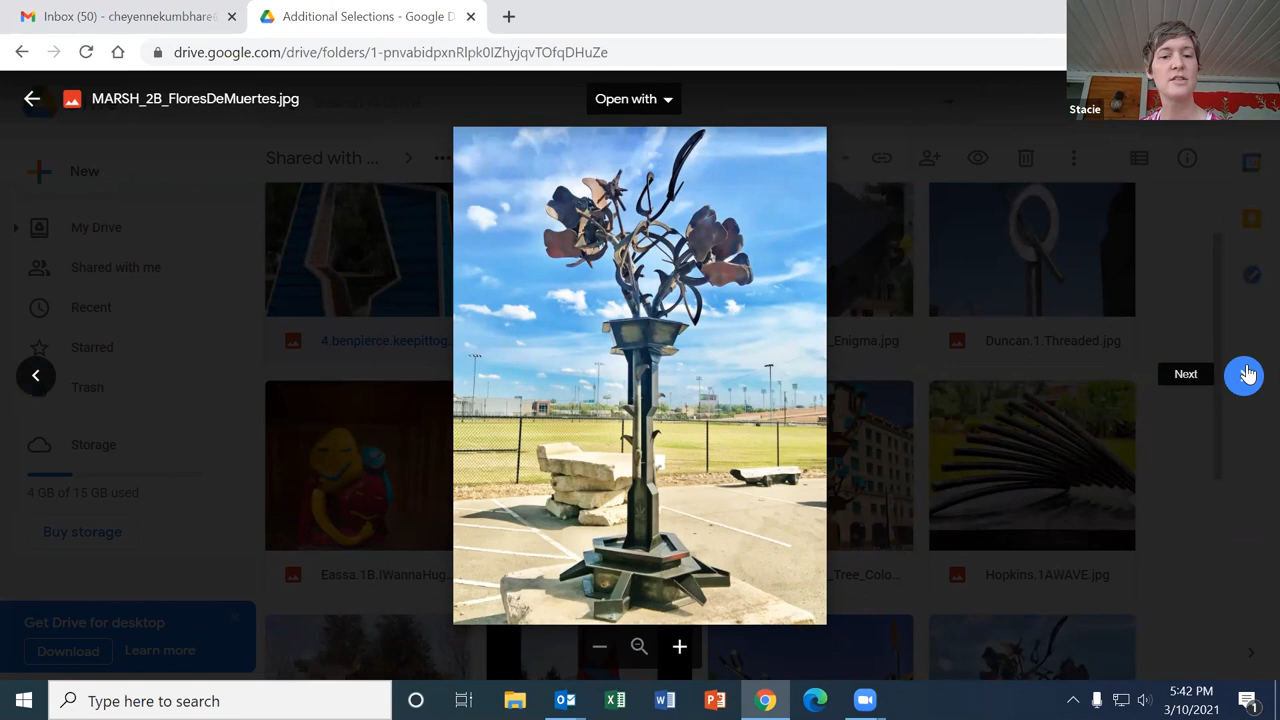 Inbox (50) - cheyennekumbhare
Additional Selections - Google D
drive.google.com/drive/folders/1-pnvabidpxnRlpk0IZhyjqvTOfqDHuZe
Stacie
MARSH_2B_FloresDeMuertes.jpg
Open with
Shared with ...
New
My Drive
Shared with me
Recent
Starred
Trash
Storage
4 GB of 15 GB used
Buy storage
4.benpierce.keepittog
_Enigma.jpg
Duncan.1.Threaded.jpg
Next
Eassa.1B.IWannaHug
_Tree_Colo...
Hopkins.1AWAVE.jpg
Get Drive for desktop
Download
Learn more
Type here to search
5:42 PM
3/10/2021
1